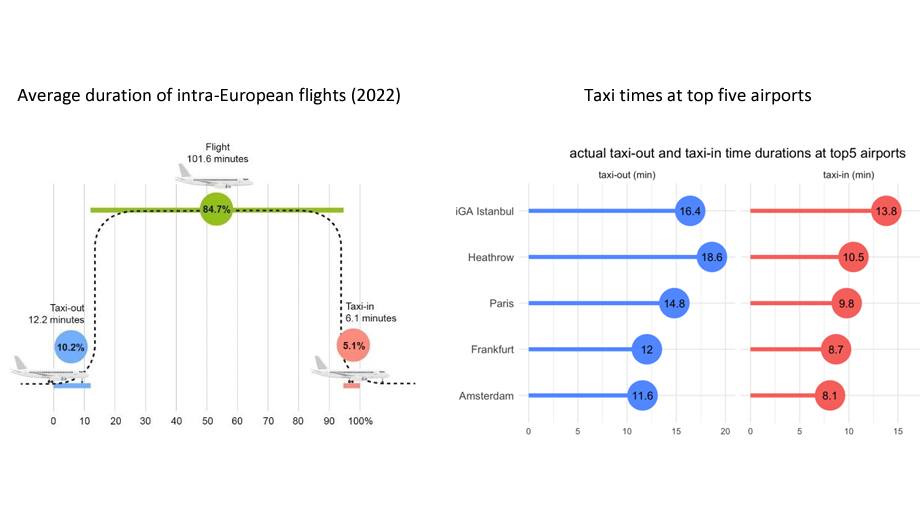 Average duration of intra-European flights (2022)
Flight
101.6 minutes
84.7%
Taxi-out
12.2 minutes
10.2%
Taxi-in
6.1 minutes
5.1%
0 10 20 30 40 50 60 70 80 90 100%
Taxi times at top five airports
actual taxi-out and taxi-in time durations at top5 airports
taxi-out (min) taxi-in (min)
iGA Istanbul 16.4 13.8
Heathrow 18.6 10.5
Paris 14.8 9.8
Frankfurt 12 8.7
Amsterdam 11.6 8.1
0 5 10 15 20 0 5 10 15